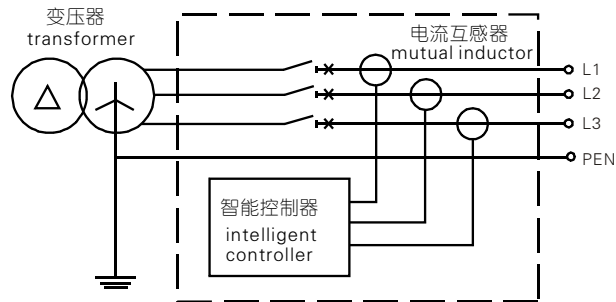 变压器
transformer
电流互感器
mutual inductor
L1
L2
L3
PEN
智能控制器
intelligent
controller